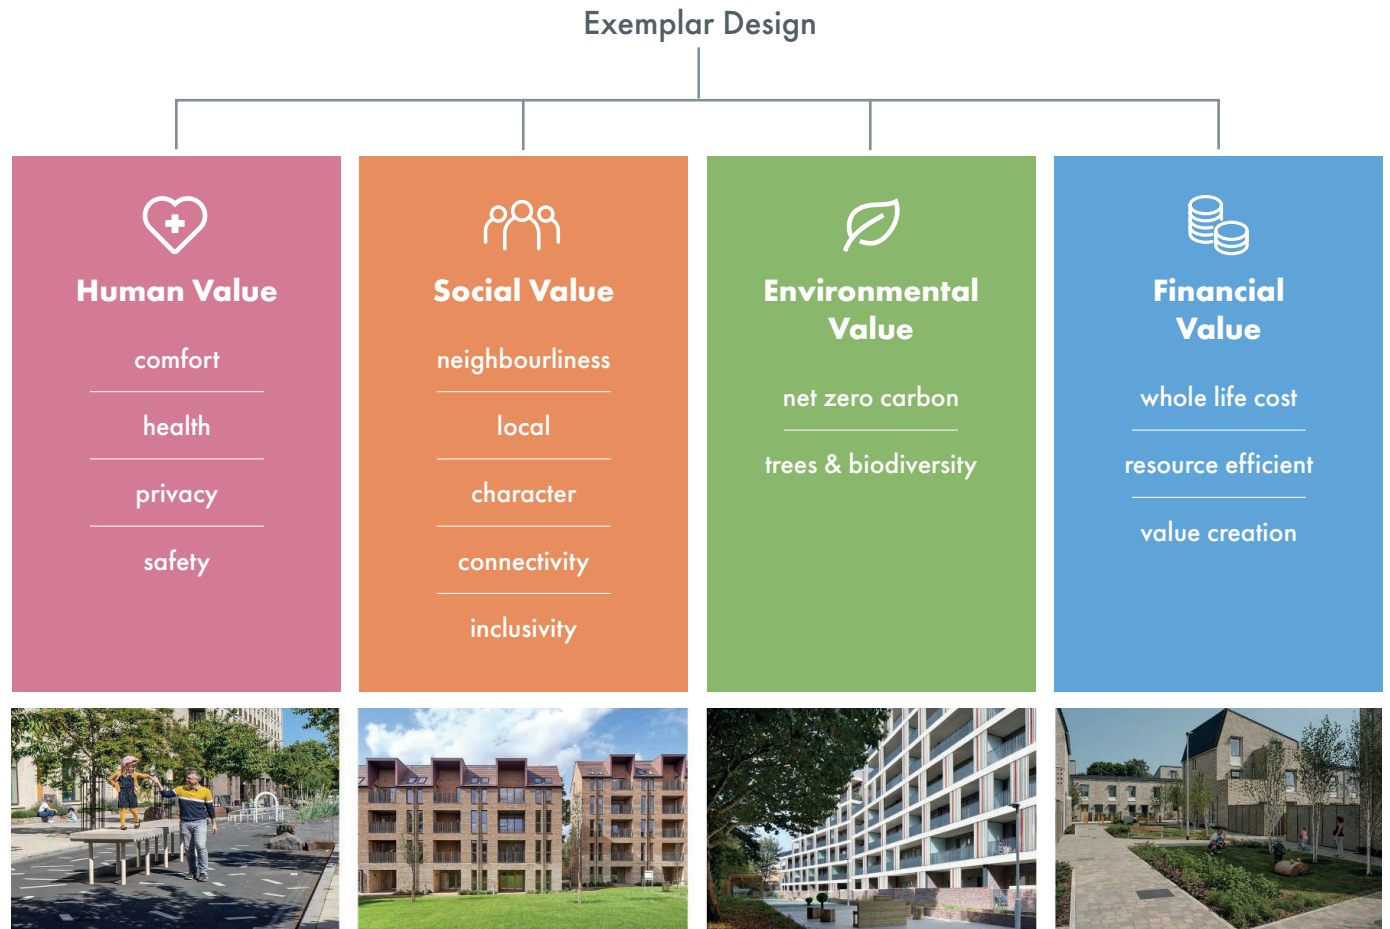 Exemplar Design
Human Value
comfort
health
privacy
safety
Social Value
neighbourliness
local
character
connectivity
inclusivity
Environmental
Value
net zero carbon
trees & biodiversity
Financial
Value
whole life cost
resource efficient
value creation